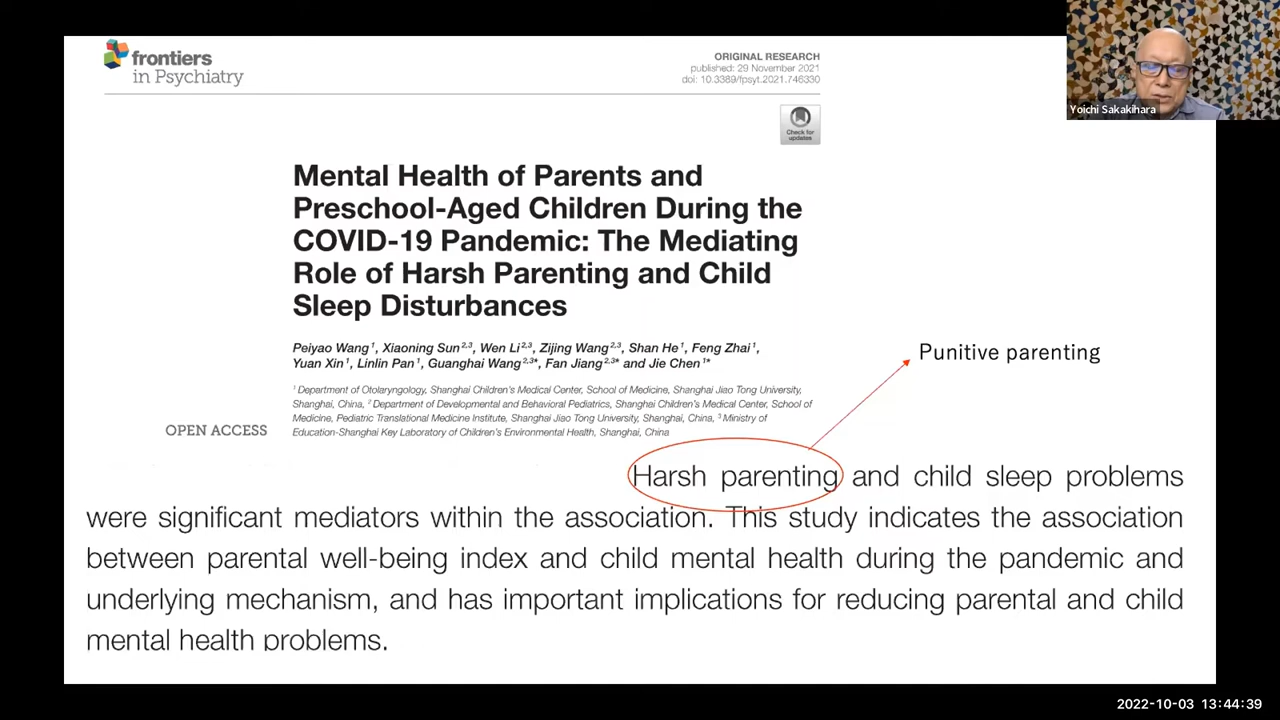 frontiers
in Psychiatry
ORIGINAL RESEARCH
published: 29 November 2021
doi: 10.3389/fpsyt.2021.746330
Yoichi Sakakihara
Check for
updates
Mental Health of Parents and
Preschool-Aged Children During the
COVID-19 Pandemic: The Mediating
Role of Harsh Parenting and Child
Sleep Disturbances
Peiyao Wang¹, Xiaoning Sun²,³, Wen Li²,³, Zijing Wang²,³, Shan He¹, Feng Zhai¹,
Yuan Xin¹, Linlin Pan¹, Guanghai Wang²,³*, Fan Jiang²,³* and Jie Chen¹*
¹ Department of Otolaryngology, Shanghai Children's Medical Center, School of Medicine, Shanghai Jiao Tong University,
Shanghai, China, ² Department of Developmental and Behavioral Pediatrics, Shanghai Children's Medical Center, School of
Medicine, Pediatric Translational Medicine Institute, Shanghai Jiao Tong University, Shanghai, China, ³ Ministry of
Education-Shanghai Key Laboratory of Children's Environmental Health, Shanghai, China
OPEN ACCESS
Punitive parenting
Harsh parenting and child sleep problems
were significant mediators within the association. This study indicates the association
between parental well-being index and child mental health during the pandemic and
underlying mechanism, and has important implications for reducing parental and child
mental health problems.
2022-10-03 13:44:39